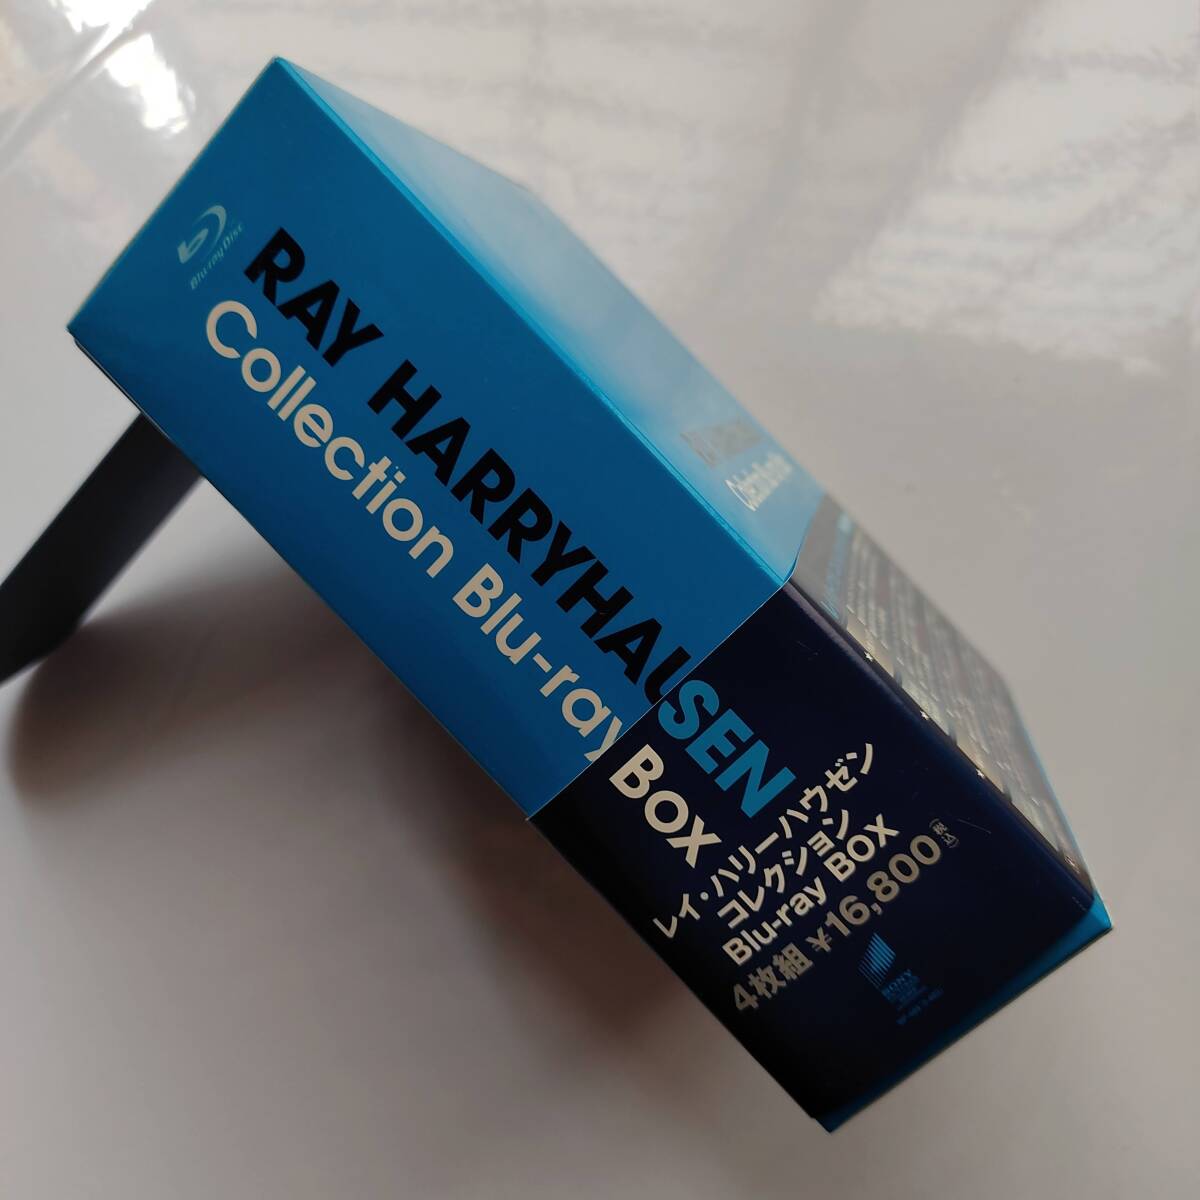 Blu-ray Disc
RAY HARRYHAUSEN
Collection Blu-ray BOX
レイ・ハリーハウゼン
コレクション
Blu-ray BOX
4枚組 ¥16,800(税込)
SONY